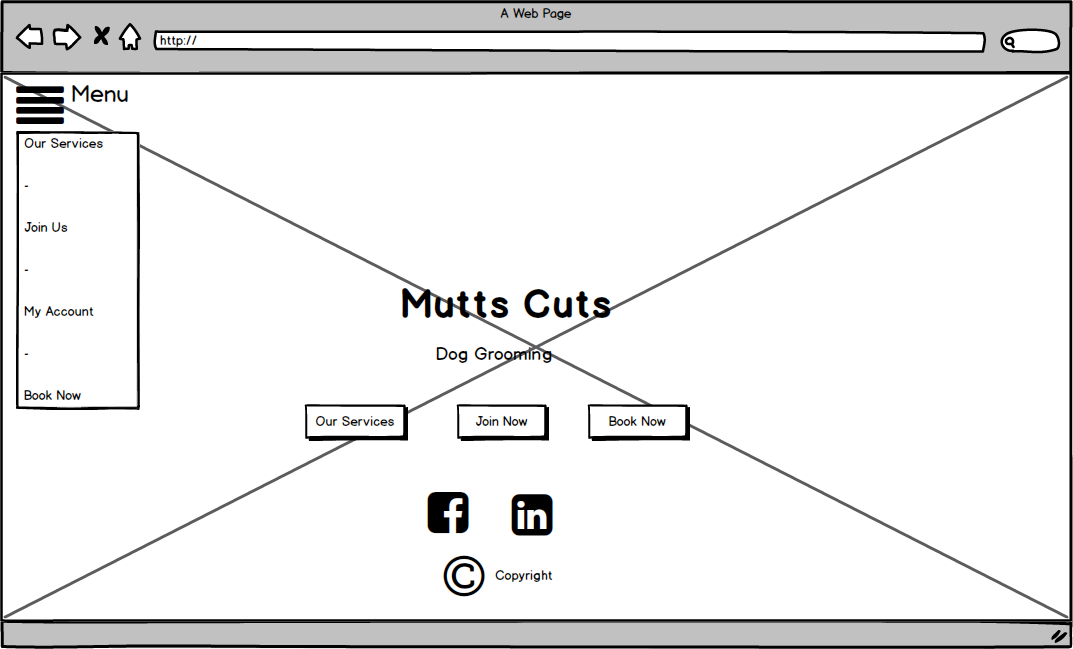 A Web Page
http://
Menu
Our Services
-
Join Us
-
My Account
-
Book Now
Mutts Cuts
Dog Grooming
Our Services
Join Now
Book Now
f
in
© Copyright